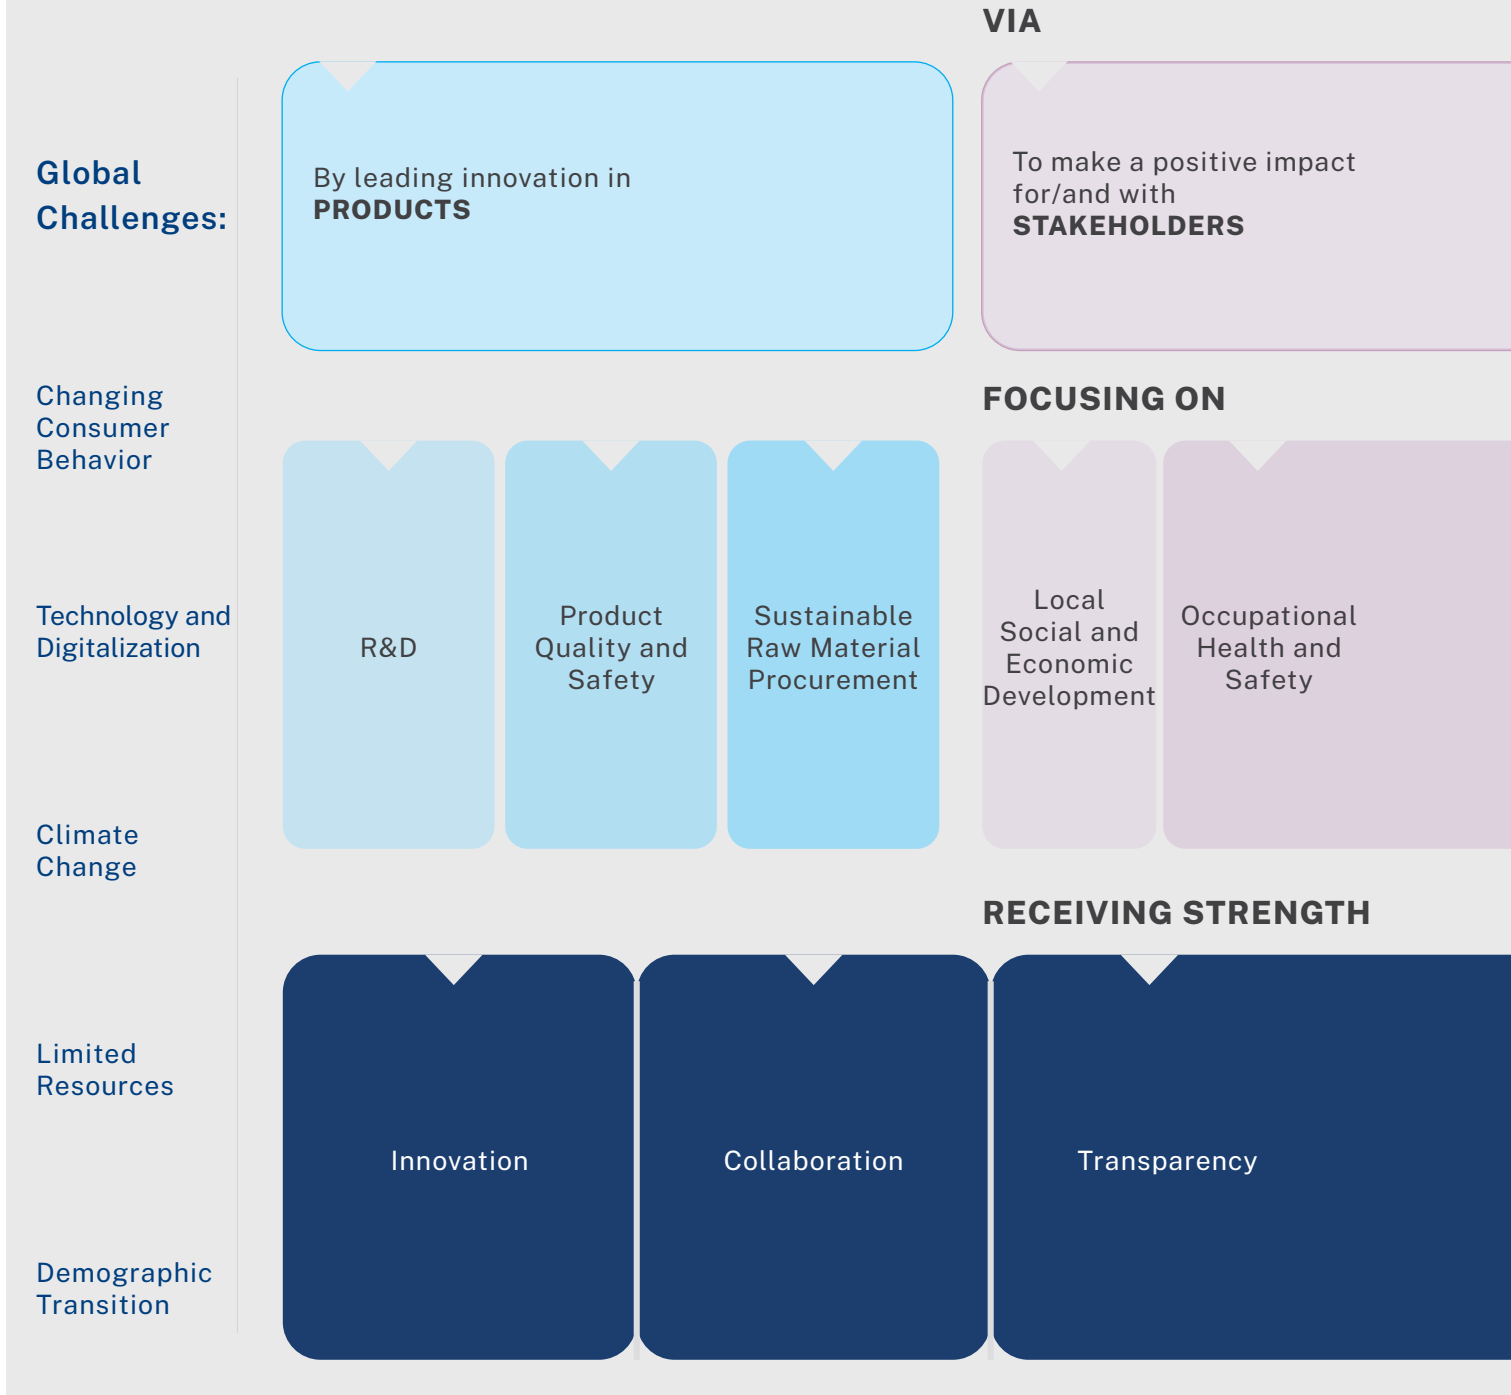 VIA
Global
Challenges:
By leading innovation in
PRODUCTS
To make a positive impact
for/and with
STAKEHOLDERS
Changing
Consumer
Behavior
Technology and
Digitalization
Climate
Change
Limited
Resources
Demographic
Transition
FOCUSING ON
R&D
Product
Quality and
Safety
Sustainable
Raw Material
Procurement
Local
Social and
Economic
Development
Occupational
Health and
Safety
RECEIVING STRENGTH
Innovation
Collaboration
Transparency